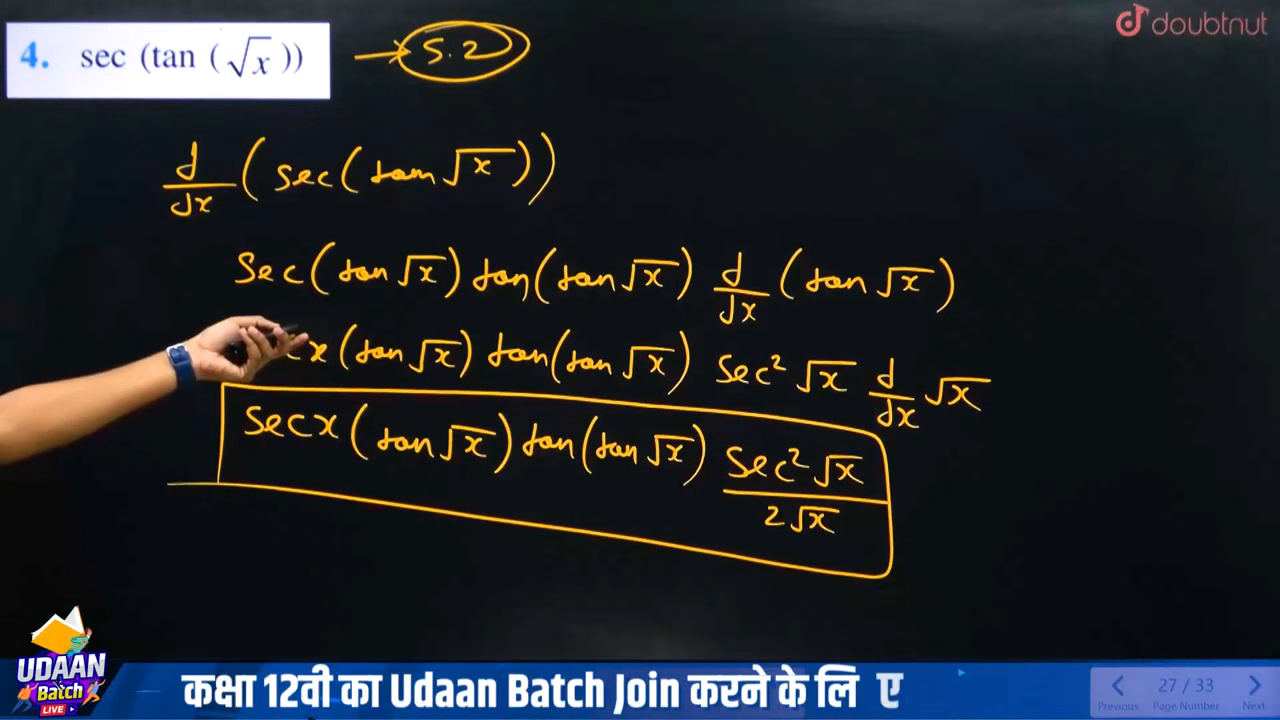 4. sec (tan (√x)) → 5.2
doubtnut
d/dx (sec(tan √x))
sec(tan √x) tan(tan √x) d/dx (tan √x)
x (tan √x) tan(tan √x) sec² √x d/dx √x
secx (tan √x) tan(tan √x) sec² √x / 2√x
UDAAN
Batch
LIVE
कक्षा 12वी का Udaan Batch Join करने के लि ए
27 / 33
Previous Page Number Next